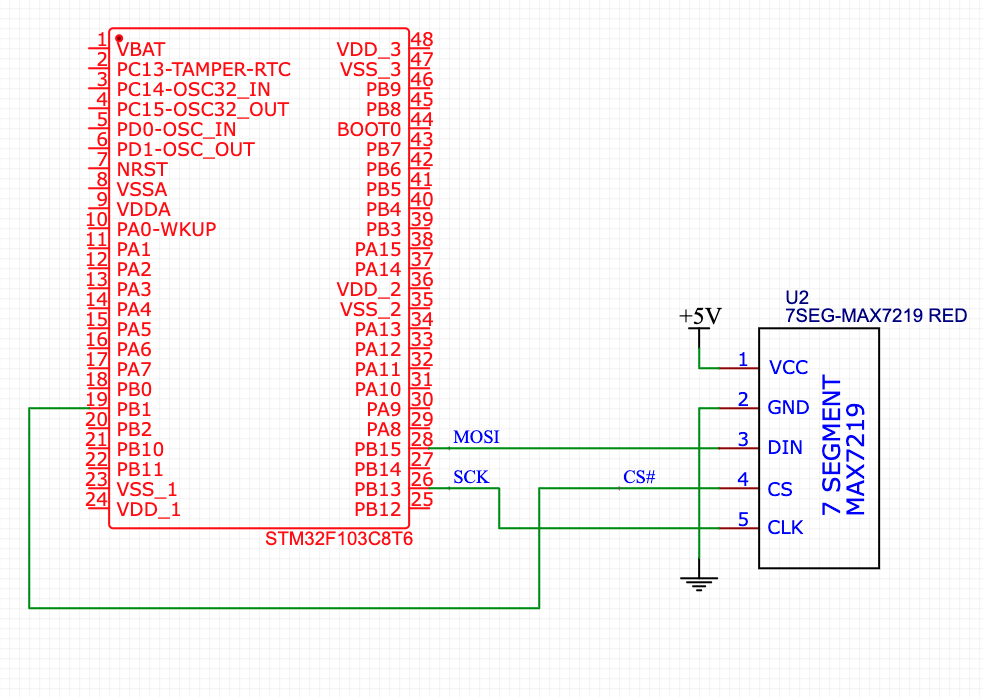 1 VBAT
2 PC13-TAMPER-RTC
3 PC14-OSC32_IN
4 PC15-OSC32_OUT
5 PD0-OSC_IN
6 PD1-OSC_OUT
7 NRST
8 VSSA
9 VDDA
10 PA0-WKUP
11 PA1
12 PA2
13 PA3
14 PA4
15 PA5
16 PA6
17 PA7
18 PB0
19 PB1
20 PB2
21 PB10
22 PB11
23 VSS_1
24 VDD_1
VDD_3 48
VSS_3 47
PB9 46
PB8 45
BOOT0 44
PB7 43
PB6 42
PB5 41
PB4 40
PB3 39
PA15 38
PA14 37
VDD_2 36
VSS_2 35
PA13 34
PA12 33
PA11 32
PA10 31
PA9 30
PA8 29
PB15 28
PB14 27
PB13 26
PB12 25
STM32F103C8T6
MOSI
SCK
CS#
+5V
U2
7SEG-MAX7219 RED
1 VCC
2 GND
3 DIN
4 CS
5 CLK
7 SEGMENT
MAX7219